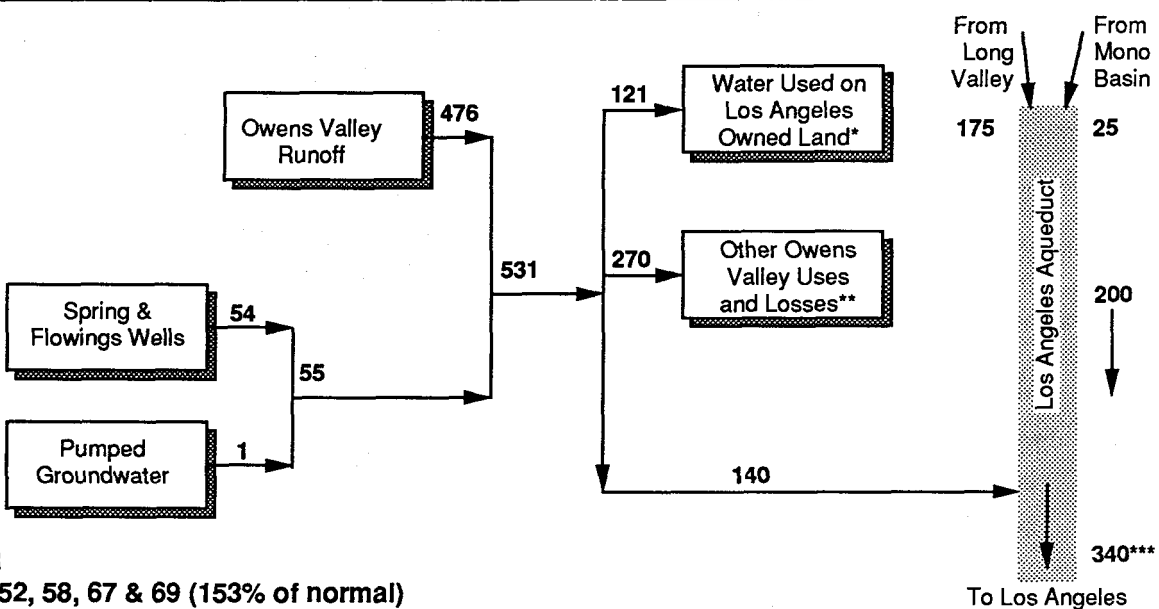 From
Long
Valley
From
Mono
Basin
175
25
Owens Valley
Runoff
476
121
Water Used on
Los Angeles
Owned Land*
Spring &
Flowings Wells
54
55
Pumped
Groundwater
1
531
270
Other Owens
Valley Uses
and Losses**
140
Los Angeles Aqueduct
200
340***
To Los Angeles
52, 58, 67 & 69 (153% of normal)